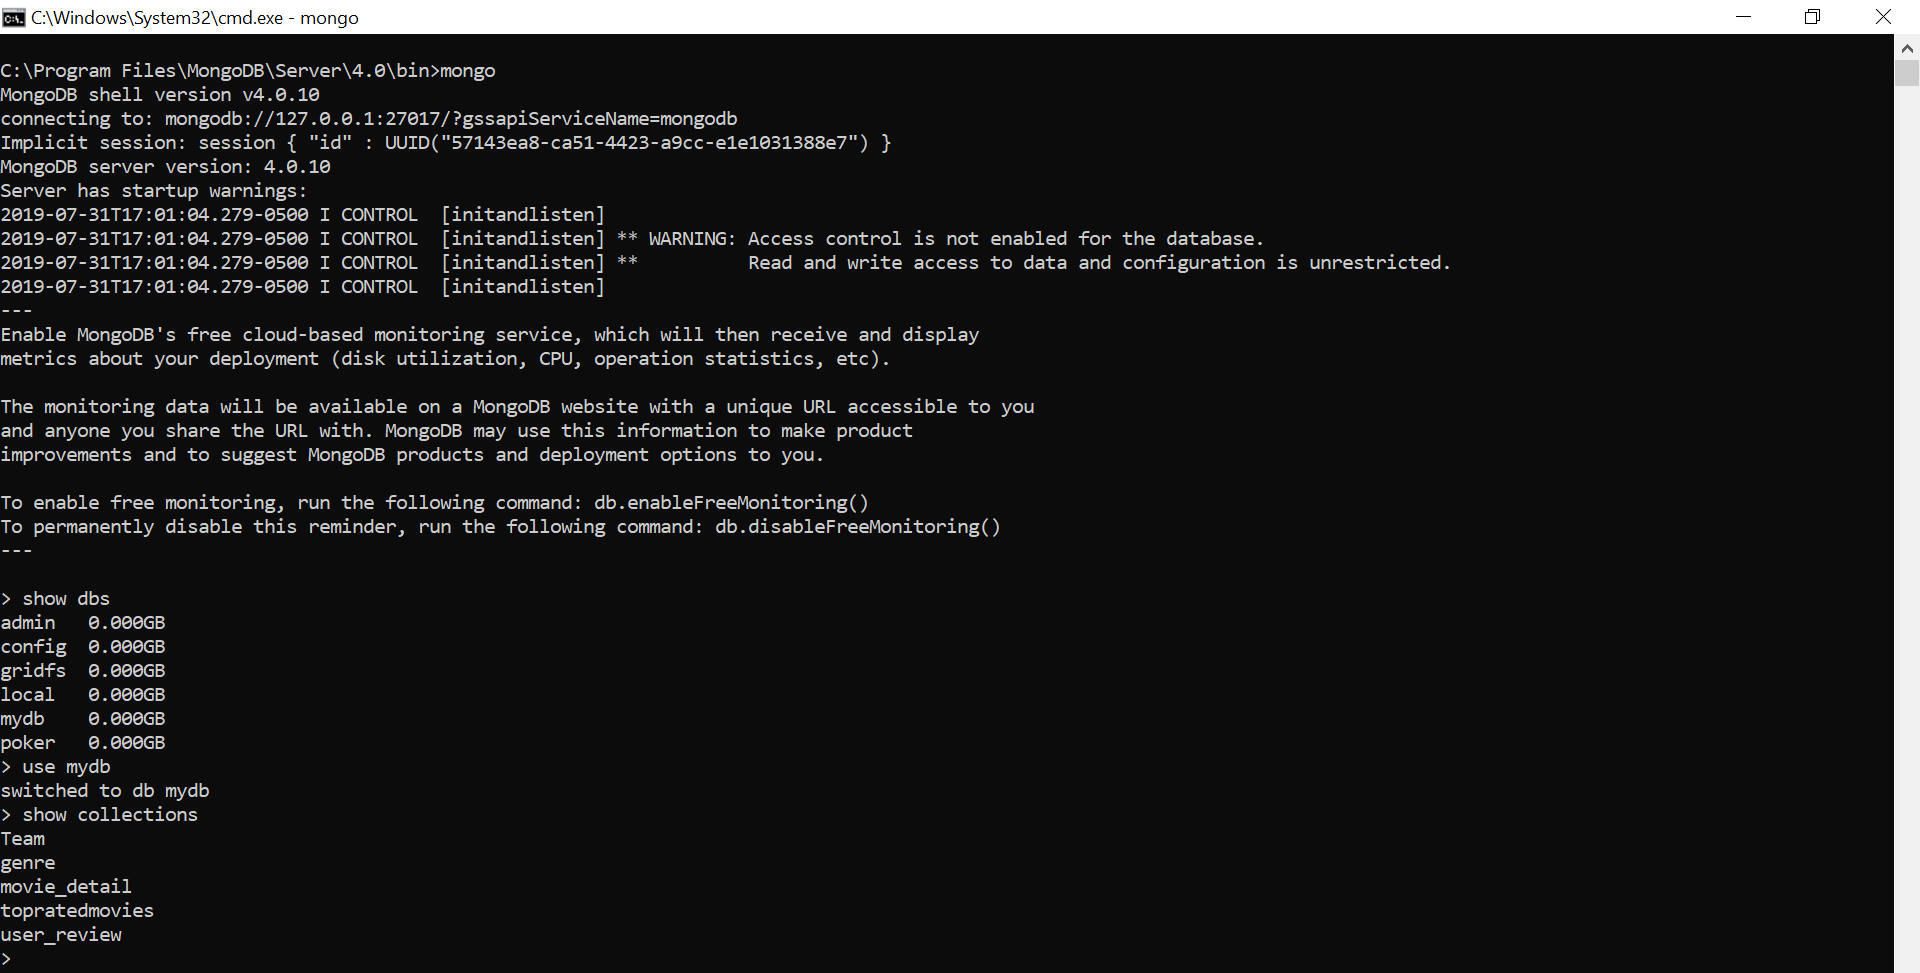 C:\Windows\System32\cmd.exe - mongo
C:\Program Files\MongoDB\Server\4.0\bin>mongo
MongoDB shell version v4.0.10
connecting to: mongodb://127.0.0.1:27017/?gssapiServiceName=mongodb
Implicit session: session { "id" : UUID("57143ea8-ca51-4423-a9cc-e1e1031388e7") }
MongoDB server version: 4.0.10
Server has startup warnings:
2019-07-31T17:01:04.279-0500 I CONTROL  [initandlisten]
2019-07-31T17:01:04.279-0500 I CONTROL  [initandlisten] ** WARNING: Access control is not enabled for the database.
2019-07-31T17:01:04.279-0500 I CONTROL  [initandlisten] **          Read and write access to data and configuration is unrestricted.
2019-07-31T17:01:04.279-0500 I CONTROL  [initandlisten]
---
Enable MongoDB's free cloud-based monitoring service, which will then receive and display
metrics about your deployment (disk utilization, CPU, operation statistics, etc).
The monitoring data will be available on a MongoDB website with a unique URL accessible to you
and anyone you share the URL with. MongoDB may use this information to make product
improvements and to suggest MongoDB products and deployment options to you.
To enable free monitoring, run the following command: db.enableFreeMonitoring()
To permanently disable this reminder, run the following command: db.disableFreeMonitoring()
---
> show dbs
admin   0.000GB
config  0.000GB
gridfs  0.000GB
local   0.000GB
mydb    0.000GB
poker   0.000GB
> use mydb
switched to db mydb
> show collections
Team
genre
movie_detail
topratedmovies
user_review
>